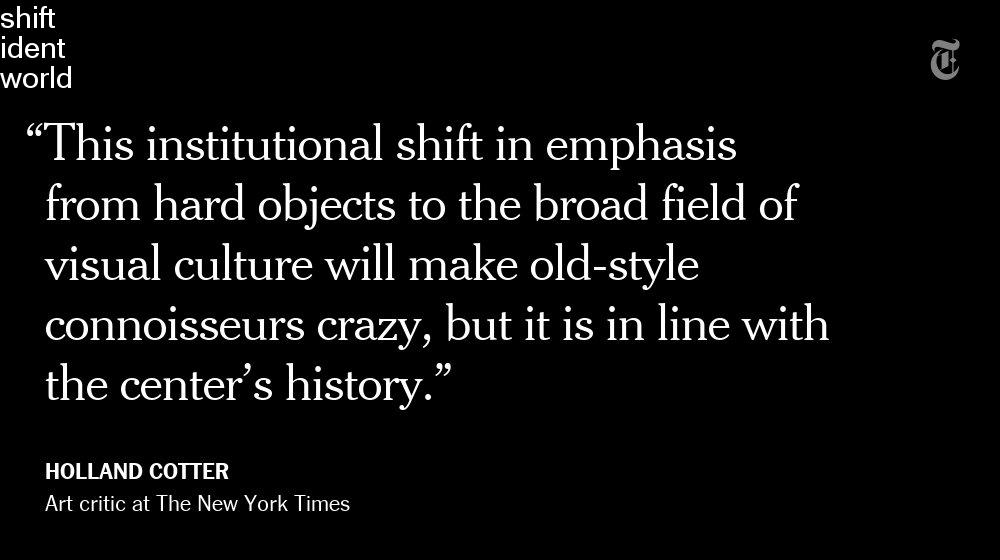 shift
ident
world
“This institutional shift in emphasis
from hard objects to the broad field of
visual culture will make old-style
connoisseurs crazy, but it is in line with
the center’s history.”
HOLLAND COTTER
Art critic at The New York Times